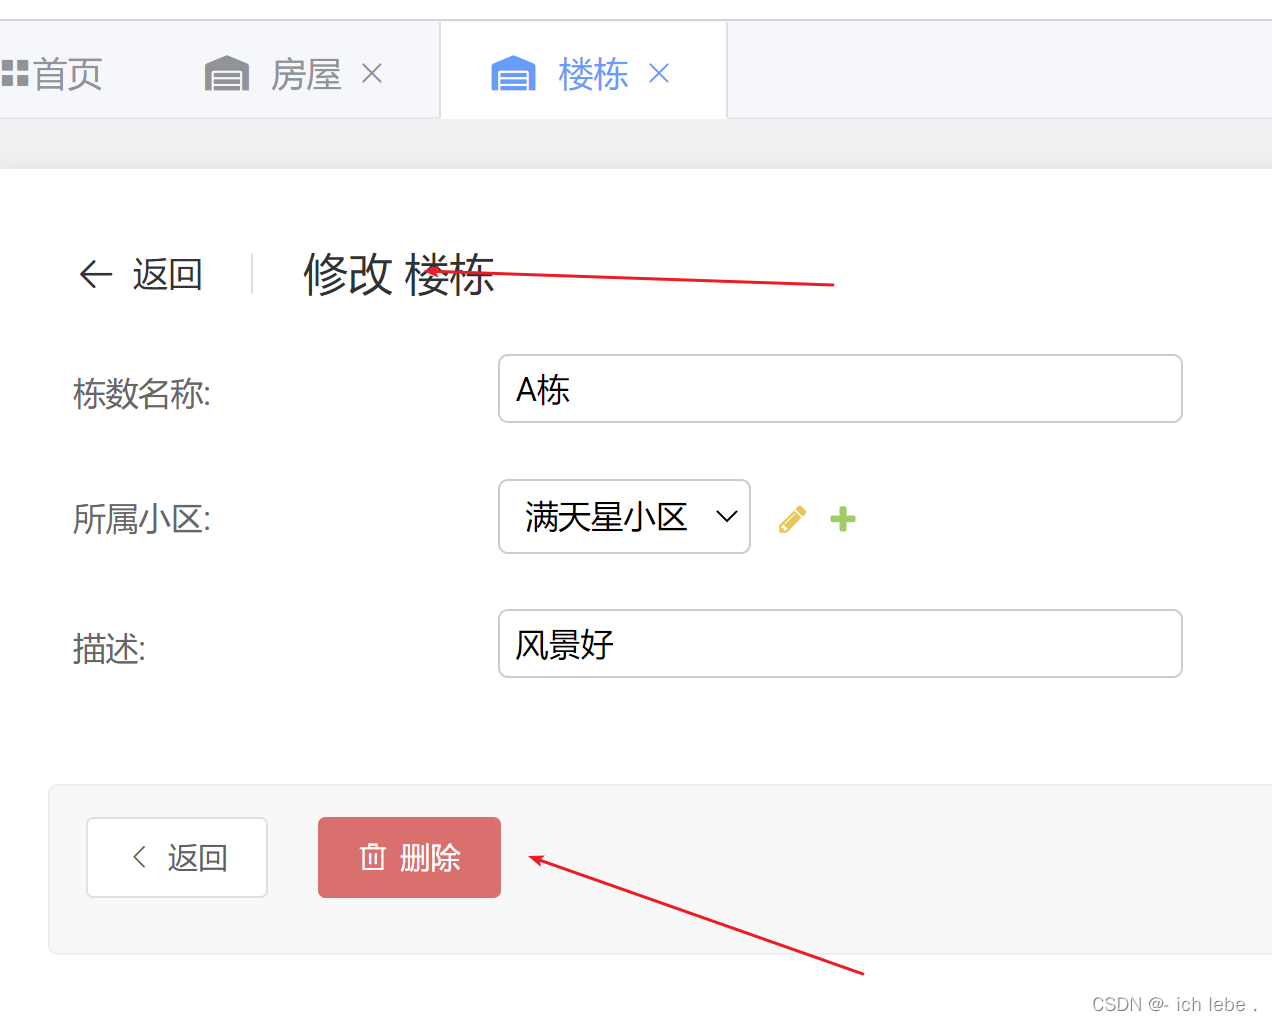 首页 房屋 楼栋
返回 修改 楼栋
栋数名称: A栋
所属小区: 满天星小区
描述: 风景好
返回 删除
CSDN @- ich lebe .